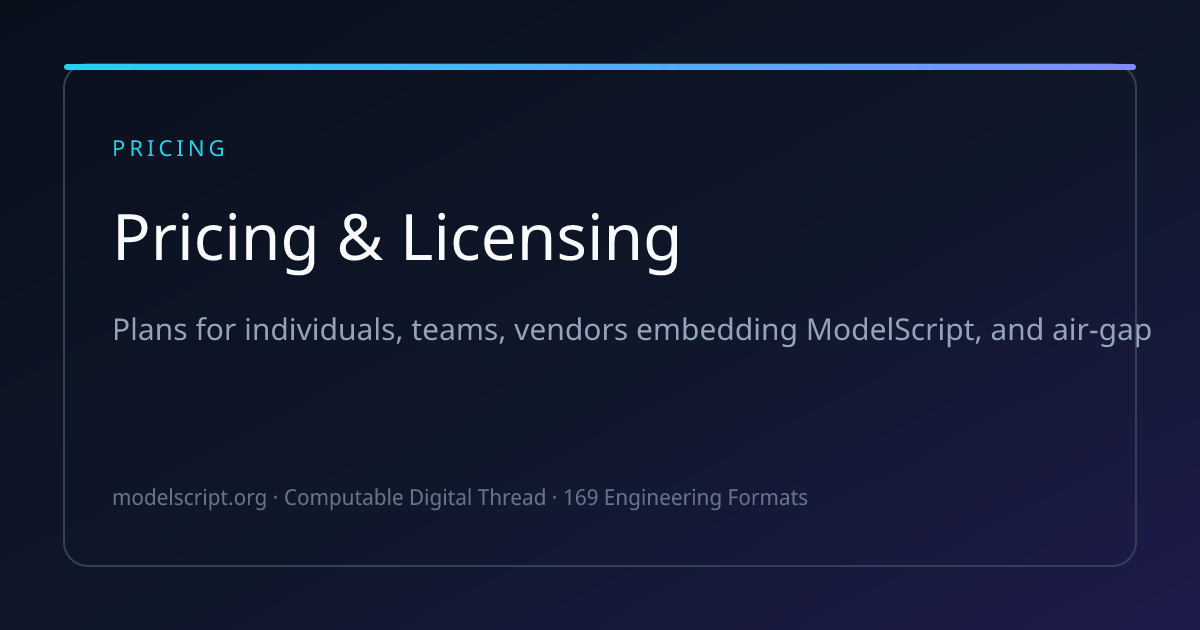 PRICING
Pricing & Licensing
Plans for individuals, teams, vendors embedding ModelScript, and air-gap
modelscript.org · Computable Digital Thread · 169 Engineering Formats